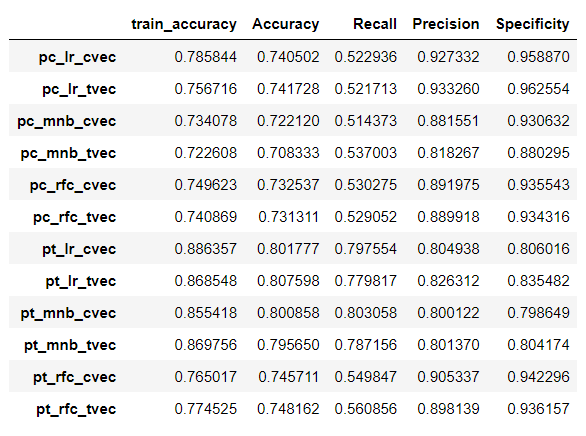 train_accuracy Accuracy Recall Precision Specificity
pc_lr_cvec 0.785844 0.740502 0.522936 0.927332 0.958870
pc_lr_tvec 0.756716 0.741728 0.521713 0.933260 0.962554
pc_mnb_cvec 0.734078 0.722120 0.514373 0.881551 0.930632
pc_mnb_tvec 0.722608 0.708333 0.537003 0.818267 0.880295
pc_rfc_cvec 0.749623 0.732537 0.530275 0.891975 0.935543
pc_rfc_tvec 0.740869 0.731311 0.529052 0.889918 0.934316
pt_lr_cvec 0.886357 0.801777 0.797554 0.804938 0.806016
pt_lr_tvec 0.868548 0.807598 0.779817 0.826312 0.835482
pt_mnb_cvec 0.855418 0.800858 0.803058 0.800122 0.798649
pt_mnb_tvec 0.869756 0.795650 0.787156 0.801370 0.804174
pt_rfc_cvec 0.765017 0.745711 0.549847 0.905337 0.942296
pt_rfc_tvec 0.774525 0.748162 0.560856 0.898139 0.936157